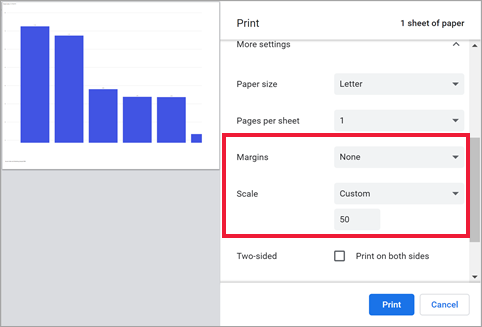 Print
1 sheet of paper
More settings
Paper size
Letter
Pages per sheet
1
Margins
None
Scale
Custom
50
Two-sided
Print on both sides
Print
Cancel